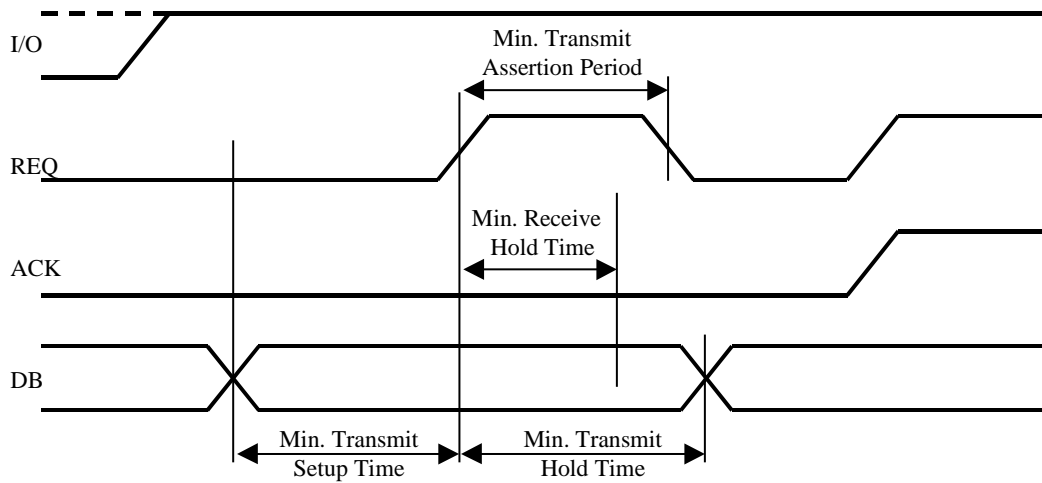 I/O
Min. Transmit
Assertion Period
REQ
Min. Receive
Hold Time
ACK
DB
Min. Transmit
Setup Time
Min. Transmit
Hold Time